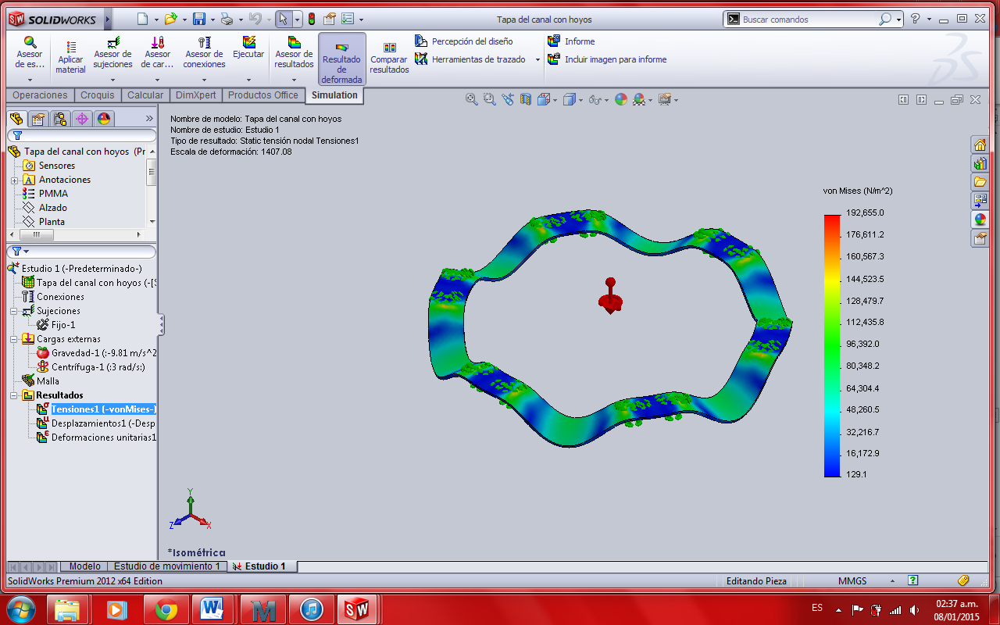 SOLIDWORKS
Tapa del canal con hoyos
Buscar comandos
Asesor de es...
Aplicar material
Asesor de sujeciones
Asesor de car...
Asesor de conexiones
Ejecutar
Asesor de resultados
Resultado de deformada
Comparar resultados
Percepción del diseño
Herramientas de trazado
Informe
Incluir imagen para informe
Operaciones
Croquis
Calcular
DimXpert
Productos Office
Simulation
Tapa del canal con hoyos (Pr
Sensores
Anotaciones
PMMA
Alzado
Planta
Estudio 1 (-Predeterminado-)
Tapa del canal con hoyos (-[S
Conexiones
Sujeciones
Fijo-1
Cargas externas
Gravedad-1 (:-9.81 m/s^2
Centrífuga-1 (:3 rad/s:)
Malla
Resultados
Tensiones1 (-vonMises-)
Desplazamientos1 (-Desp
Deformaciones unitarias1
Nombre de modelo: Tapa del canal con hoyos
Nombre de estudio: Estudio 1
Tipo de resultado: Static tensión nodal Tensiones1
Escala de deformación: 1407.08
von Mises (N/m^2)
192,655.0
176,611.2
160,567.3
144,523.5
128,479.7
112,435.8
96,392.0
80,348.2
64,304.4
48,260.5
32,216.7
16,172.9
129.1
Y
Z
X
*Isométrica
Modelo
Estudio de movimiento 1
Estudio 1
SolidWorks Premium 2012 x64 Edition
Editando Pieza
MMGS
ES
02:37 a.m.
08/01/2015